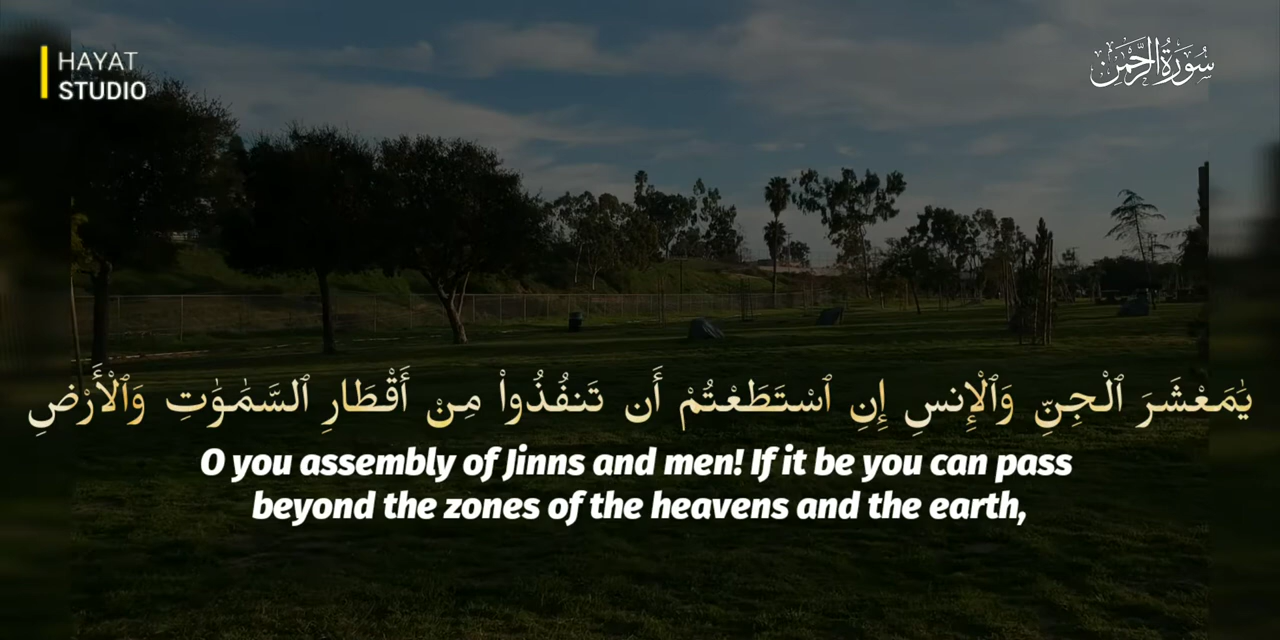 HAYAT
STUDIO
سُورَةُ الرَّحْمَٰن
يَٰمَعْشَرَ ٱلْجِنِّ وَٱلْإِنسِ إِنِ ٱسْتَطَعْتُمْ أَن تَنفُذُوا۟ مِنْ أَقْطَارِ ٱلسَّمَٰوَٰتِ وَٱلْأَرْضِ
O you assembly of Jinns and men! If it be you can pass
beyond the zones of the heavens and the earth,